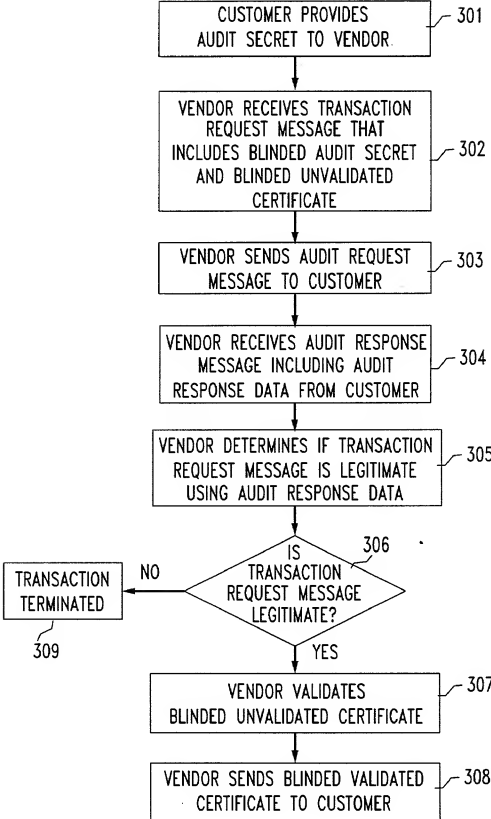 CUSTOMER PROVIDES
AUDIT SECRET TO VENDOR.
301
VENDOR RECEIVES TRANSACTION
REQUEST MESSAGE THAT
INCLUDES BLINDED AUDIT SECRET
AND BLINDED UNVALIDATED
CERTIFICATE
302
VENDOR SENDS AUDIT REQUEST
MESSAGE TO CUSTOMER
303
VENDOR RECEIVES AUDIT RESPONSE
MESSAGE INCLUDING AUDIT
RESPONSE DATA FROM CUSTOMER
304
VENDOR DETERMINES IF TRANSACTION
REQUEST MESSAGE IS LEGITIMATE
USING AUDIT RESPONSE DATA
305
IS
TRANSACTION
REQUEST MESSAGE
LEGITIMATE?
306
NO
TRANSACTION
TERMINATED
309
YES
VENDOR VALIDATES
BLINDED UNVALIDATED CERTIFICATE
307
VENDOR SENDS BLINDED VALIDATED
CERTIFICATE TO CUSTOMER
308